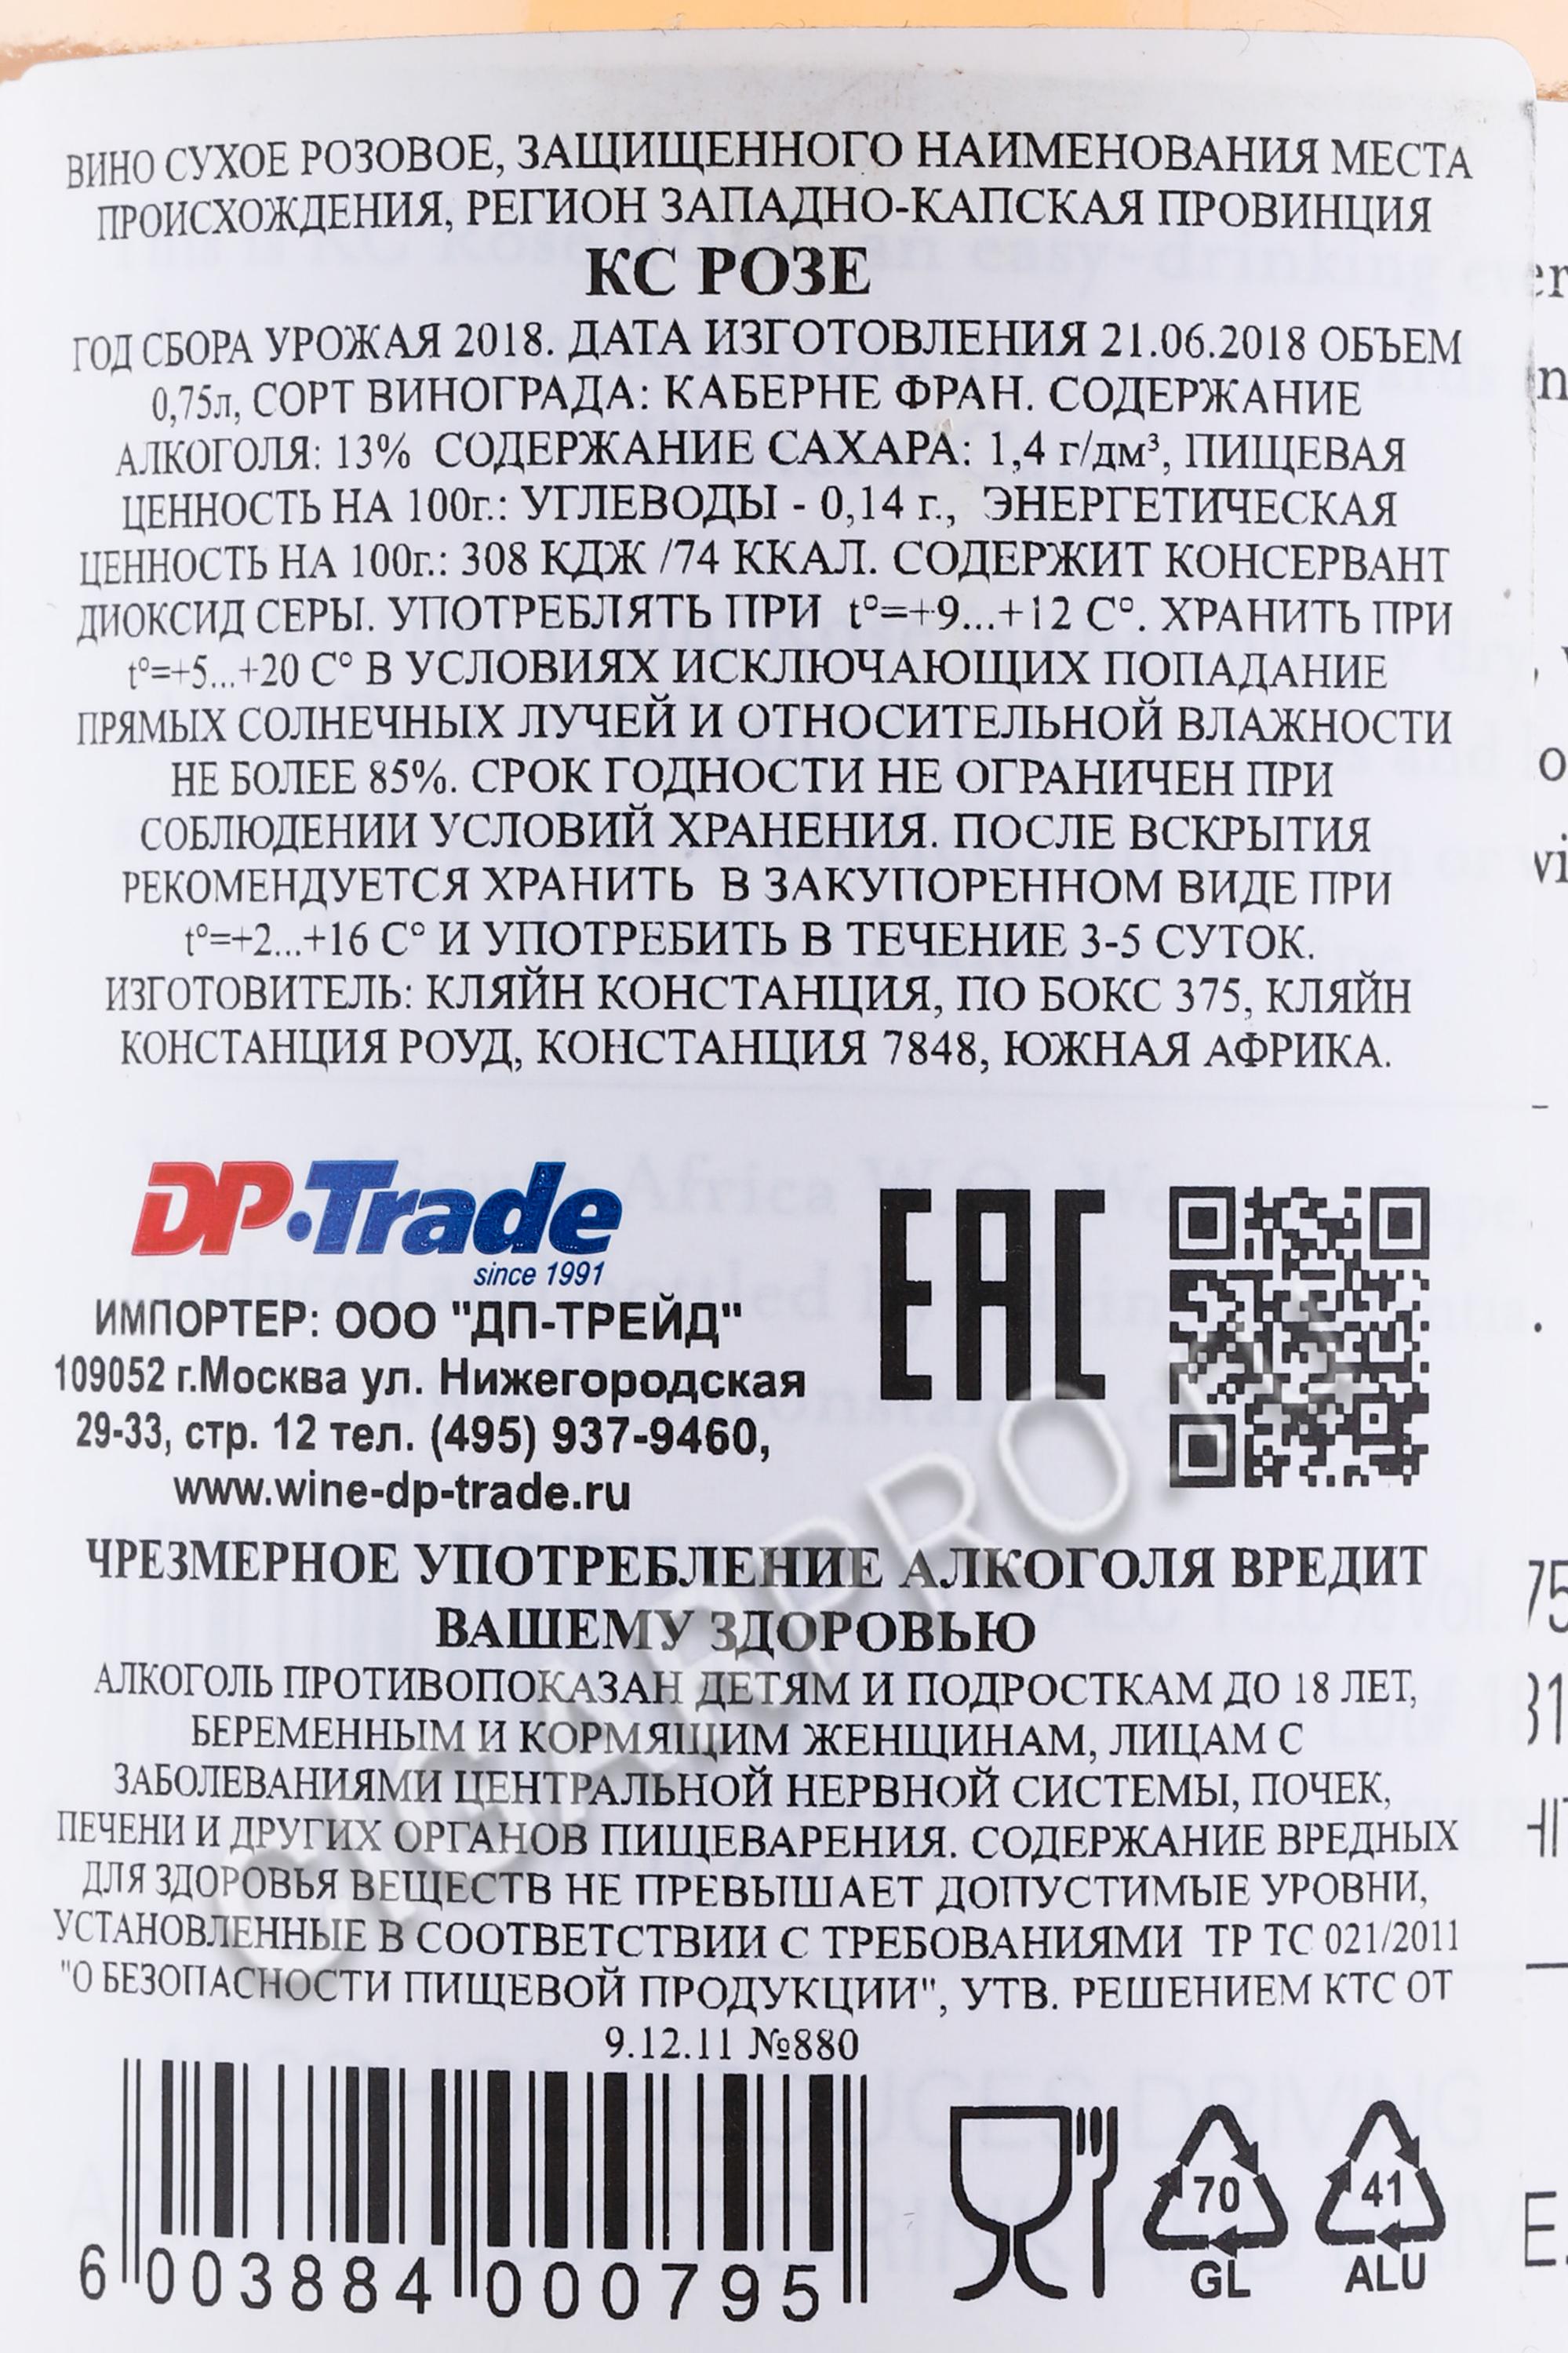 ВИНО СУХОЕ РОЗОВОЕ, ЗАЩИЩЕННОГО НАИМЕНОВАНИЯ МЕСТА
ПРОИСХОЖДЕНИЯ, РЕГИОН ЗАПАДНО-КАПСКАЯ ПРОВИНЦИЯ
КС РОЗЕ
ГОД СБОРА УРОЖАЯ 2018. ДАТА ИЗГОТОВЛЕНИЯ 21.06.2018 ОБЪЕМ
0,75л, СОРТ ВИНОГРАДА: КАБЕРНЕ ФРАН. СОДЕРЖАНИЕ
АЛКОГОЛЯ: 13% СОДЕРЖАНИЕ САХАРА: 1,4 г/дм³, ПИЩЕВАЯ
ЦЕННОСТЬ НА 100г.: УГЛЕВОДЫ - 0,14 г., ЭНЕРГЕТИЧЕСКАЯ
ЦЕННОСТЬ НА 100г.: 308 КДЖ /74 ККАЛ. СОДЕРЖИТ КОНСЕРВАНТ
ДИОКСИД СЕРЫ. УПОТРЕБЛЯТЬ ПРИ t°=+9...+12 С°. ХРАНИТЬ ПРИ
t°=+5...+20 С° В УСЛОВИЯХ ИСКЛЮЧАЮЩИХ ПОПАДАНИЕ
ПРЯМЫХ СОЛНЕЧНЫХ ЛУЧЕЙ И ОТНОСИТЕЛЬНОЙ ВЛАЖНОСТИ
НЕ БОЛЕЕ 85%. СРОК ГОДНОСТИ НЕ ОГРАНИЧЕН ПРИ
СОБЛЮДЕНИИ УСЛОВИЙ ХРАНЕНИЯ. ПОСЛЕ ВСКРЫТИЯ
РЕКОМЕНДУЕТСЯ ХРАНИТЬ В ЗАКУПОРЕННОМ ВИДЕ ПРИ
t°=+2...+16 С° И УПОТРЕБИТЬ В ТЕЧЕНИЕ 3-5 СУТОК.
ИЗГОТОВИТЕЛЬ: КЛЯЙН КОНСТАНЦИЯ, ПО БОКС 375, КЛЯЙН
КОНСТАНЦИЯ РОУД, КОНСТАНЦИЯ 7848, ЮЖНАЯ АФРИКА.
DP·Trade
since 1991
EAC
ИМПОРТЕР: ООО "ДП-ТРЕЙД"
109052 г.Москва ул. Нижегородская
29-33, стр. 12 тел. (495) 937-9460,
www.wine-dp-trade.ru
ЧРЕЗМЕРНОЕ УПОТРЕБЛЕНИЕ АЛКОГОЛЯ ВРЕДИТ
ВАШЕМУ ЗДОРОВЬЮ
АЛКОГОЛЬ ПРОТИВОПОКАЗАН ДЕТЯМ И ПОДРОСТКАМ ДО 18 ЛЕТ,
БЕРЕМЕННЫМ И КОРМЯЩИМ ЖЕНЩИНАМ, ЛИЦАМ С
ЗАБОЛЕВАНИЯМИ ЦЕНТРАЛЬНОЙ НЕРВНОЙ СИСТЕМЫ, ПОЧЕК,
ПЕЧЕНИ И ДРУГИХ ОРГАНОВ ПИЩЕВАРЕНИЯ. СОДЕРЖАНИЕ ВРЕДНЫХ
ДЛЯ ЗДОРОВЬЯ ВЕЩЕСТВ НЕ ПРЕВЫШАЕТ ДОПУСТИМЫЕ УРОВНИ,
УСТАНОВЛЕННЫЕ В СООТВЕТСТВИИ С ТРЕБОВАНИЯМИ ТР ТС 021/2011
"О БЕЗОПАСНОСТИ ПИЩЕВОЙ ПРОДУКЦИИ", УТВ. РЕШЕНИЕМ КТС ОТ
9.12.11 №880
CIGARPRO.RU
6 003884 000795
70
GL
41
ALU